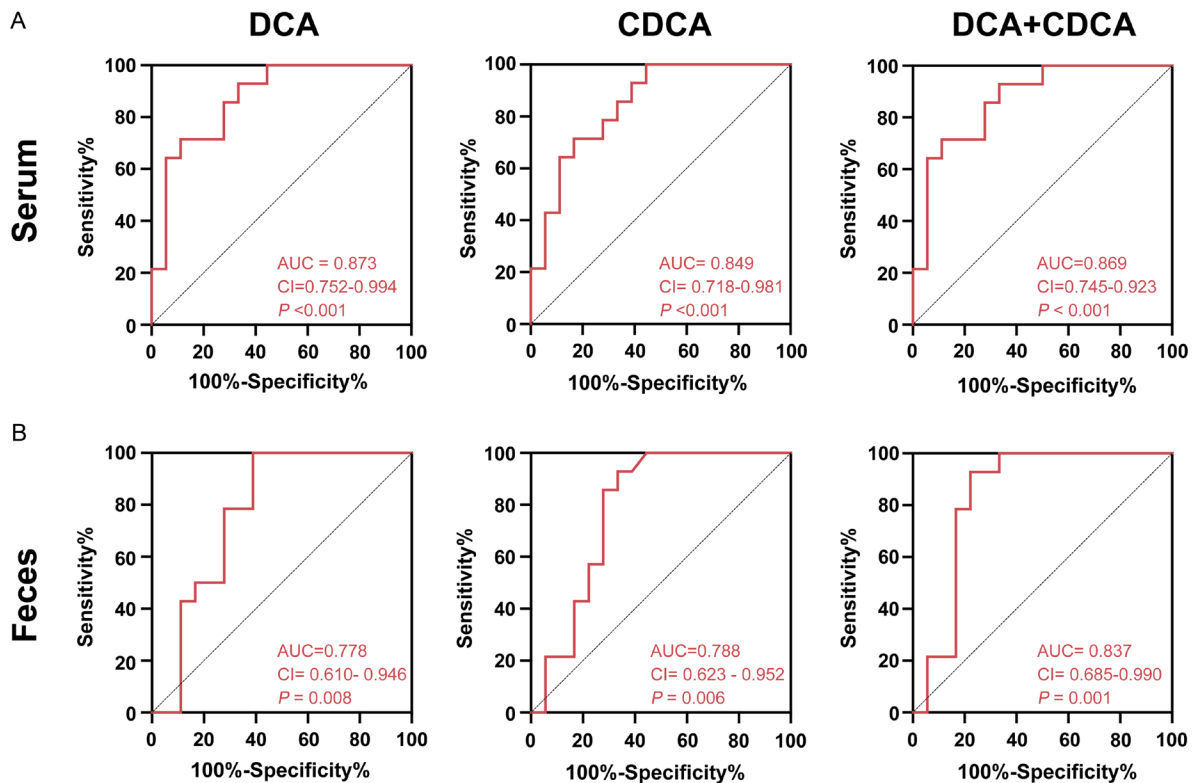 A
DCA
CDCA
DCA+CDCA
Serum
Sensitivity%
100
80
60
40
20
0
AUC = 0.873
CI=0.752-0.994
P <0.001
0 20 40 60 80 100
100%-Specificity%
Sensitivity%
100
80
60
40
20
0
AUC= 0.849
CI= 0.718-0.981
P <0.001
0 20 40 60 80 100
100%-Specificity%
Sensitivity%
100
80
60
40
20
0
AUC=0.869
CI=0.745-0.923
P < 0.001
0 20 40 60 80 100
100%-Specificity%
B
Feces
Sensitivity%
100
80
60
40
20
0
AUC=0.778
CI= 0.610- 0.946
P = 0.008
0 20 40 60 80 100
100%-Specificity%
Sensitivity%
100
80
60
40
20
0
AUC=0.788
CI= 0.623 - 0.952
P = 0.006
0 20 40 60 80 100
100%-Specificity%
Sensitivity%
100
80
60
40
20
0
AUC= 0.837
CI= 0.685-0.990
P = 0.001
0 20 40 60 80 100
100%-Specificity%